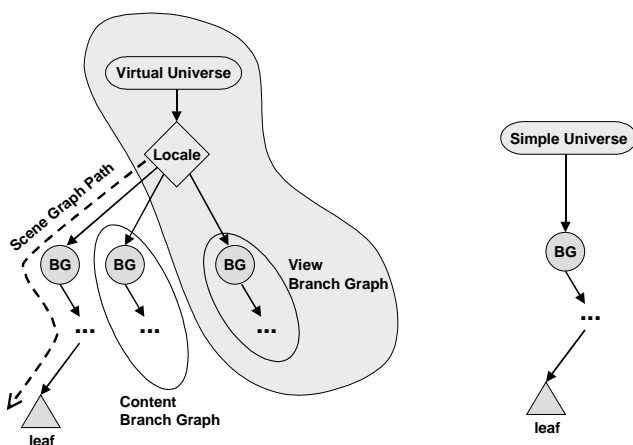 Virtual Universe
Locale
Scene Graph Path
BG
BG
BG
View
Branch Graph
...
...
...
Content
Branch Graph
leaf
Simple Universe
BG
...
leaf